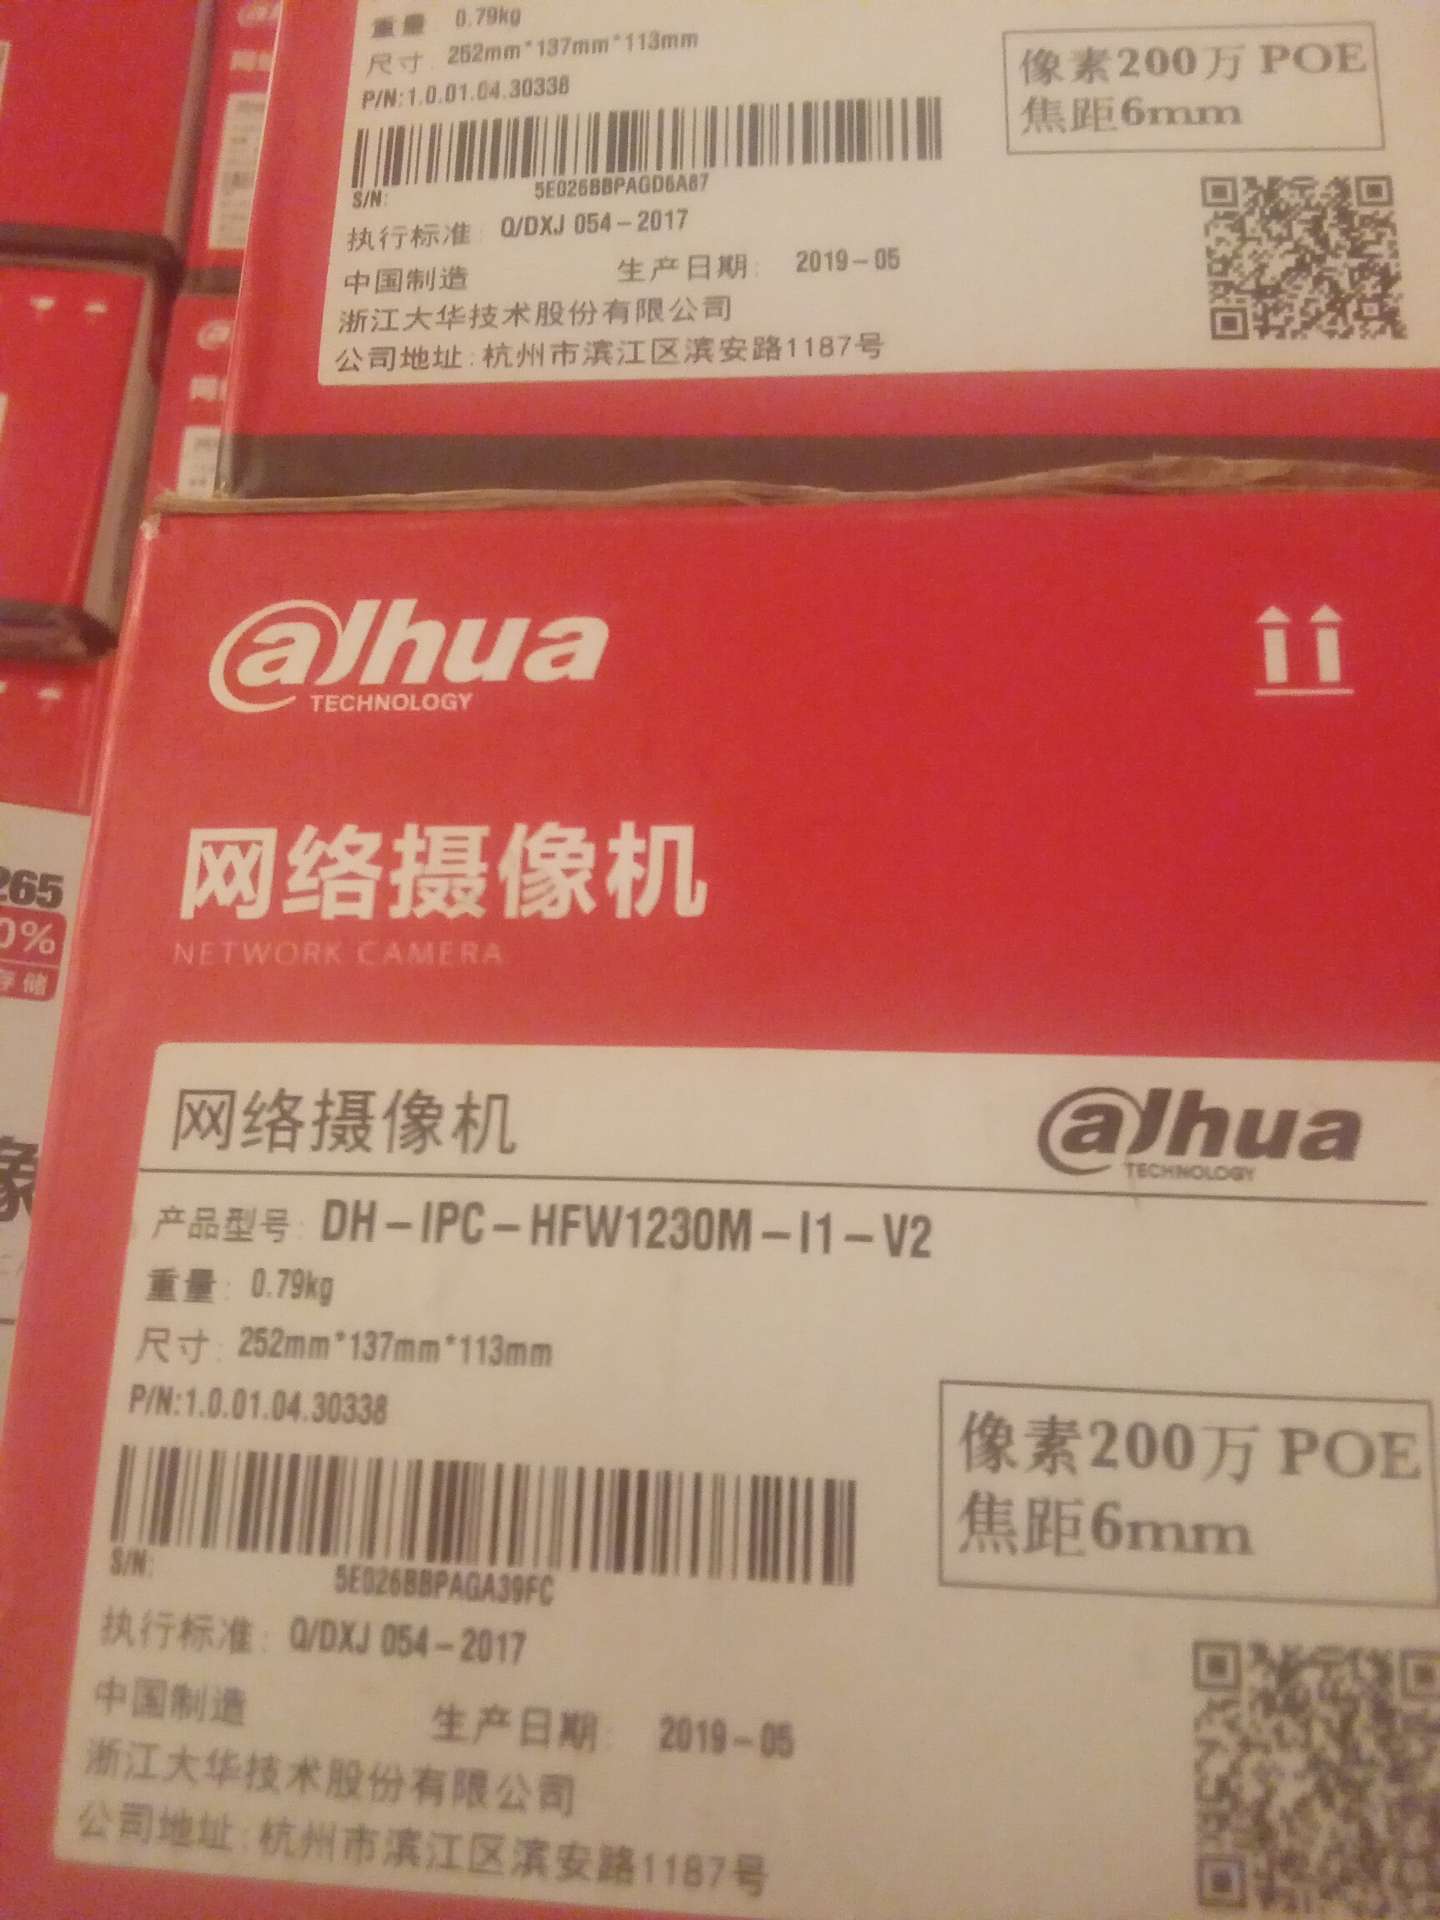 重量: 0.79kg
尺寸: 252mm*137mm*113mm
P/N:1.0.01.04.30338
像素200万 POE
焦距6mm
S/N:
5E026BBPAGD6A87
执行标准: Q/DXJ 054-2017
中国制造 生产日期: 2019-05
浙江大华技术股份有限公司
公司地址:杭州市滨江区滨安路1187号
alhua
TECHNOLOGY
网络摄像机
NETWORK CAMERA
265
0%
存储
像
网络摄像机
alhua
TECHNOLOGY
产品型号: DH-IPC-HFW1230M-I1-V2
重量: 0.79kg
尺寸: 252mm*137mm*113mm
P/N:1.0.01.04.30338
像素200万 POE
焦距6mm
S/N:
5E026BBPAGA39FC
执行标准: Q/DXJ 054-2017
中国制造 生产日期: 2019-05
浙江大华技术股份有限公司
公司地址:杭州市滨江区滨安路1187号